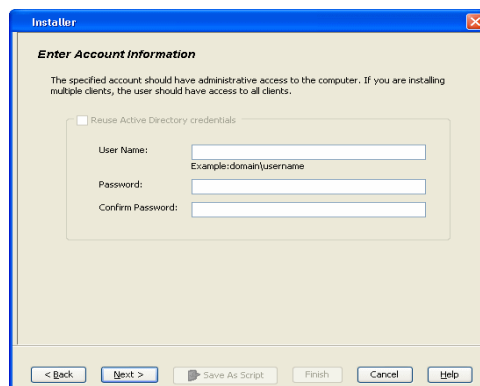 Installer
Enter Account Information
The specified account should have administrative access to the computer. If you are installing
multiple clients, the user should have access to all clients.
Reuse Active Directory credentials
User Name:
Example:domain\username
Password:
Confirm Password:
< Back Next > Save As Script Finish Cancel Help